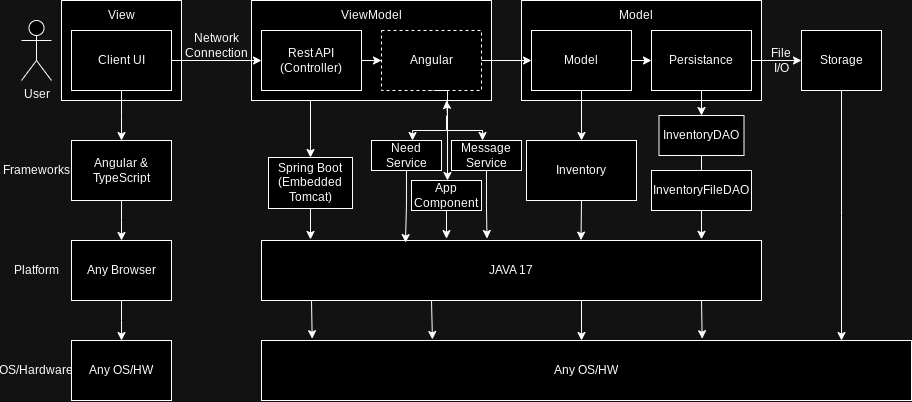 View
ViewModel
Model
User
Client UI
Network
Connection
Rest API
(Controller)
Angular
Model
Persistance
File
I/O
Storage
Frameworks
Angular &
TypeScript
Spring Boot
(Embedded
Tomcat)
Need
Service
Message
Service
App
Component
Inventory
InventoryDAO
InventoryFileDAO
Platform
Any Browser
JAVA 17
OS/Hardware
Any OS/HW
Any OS/HW